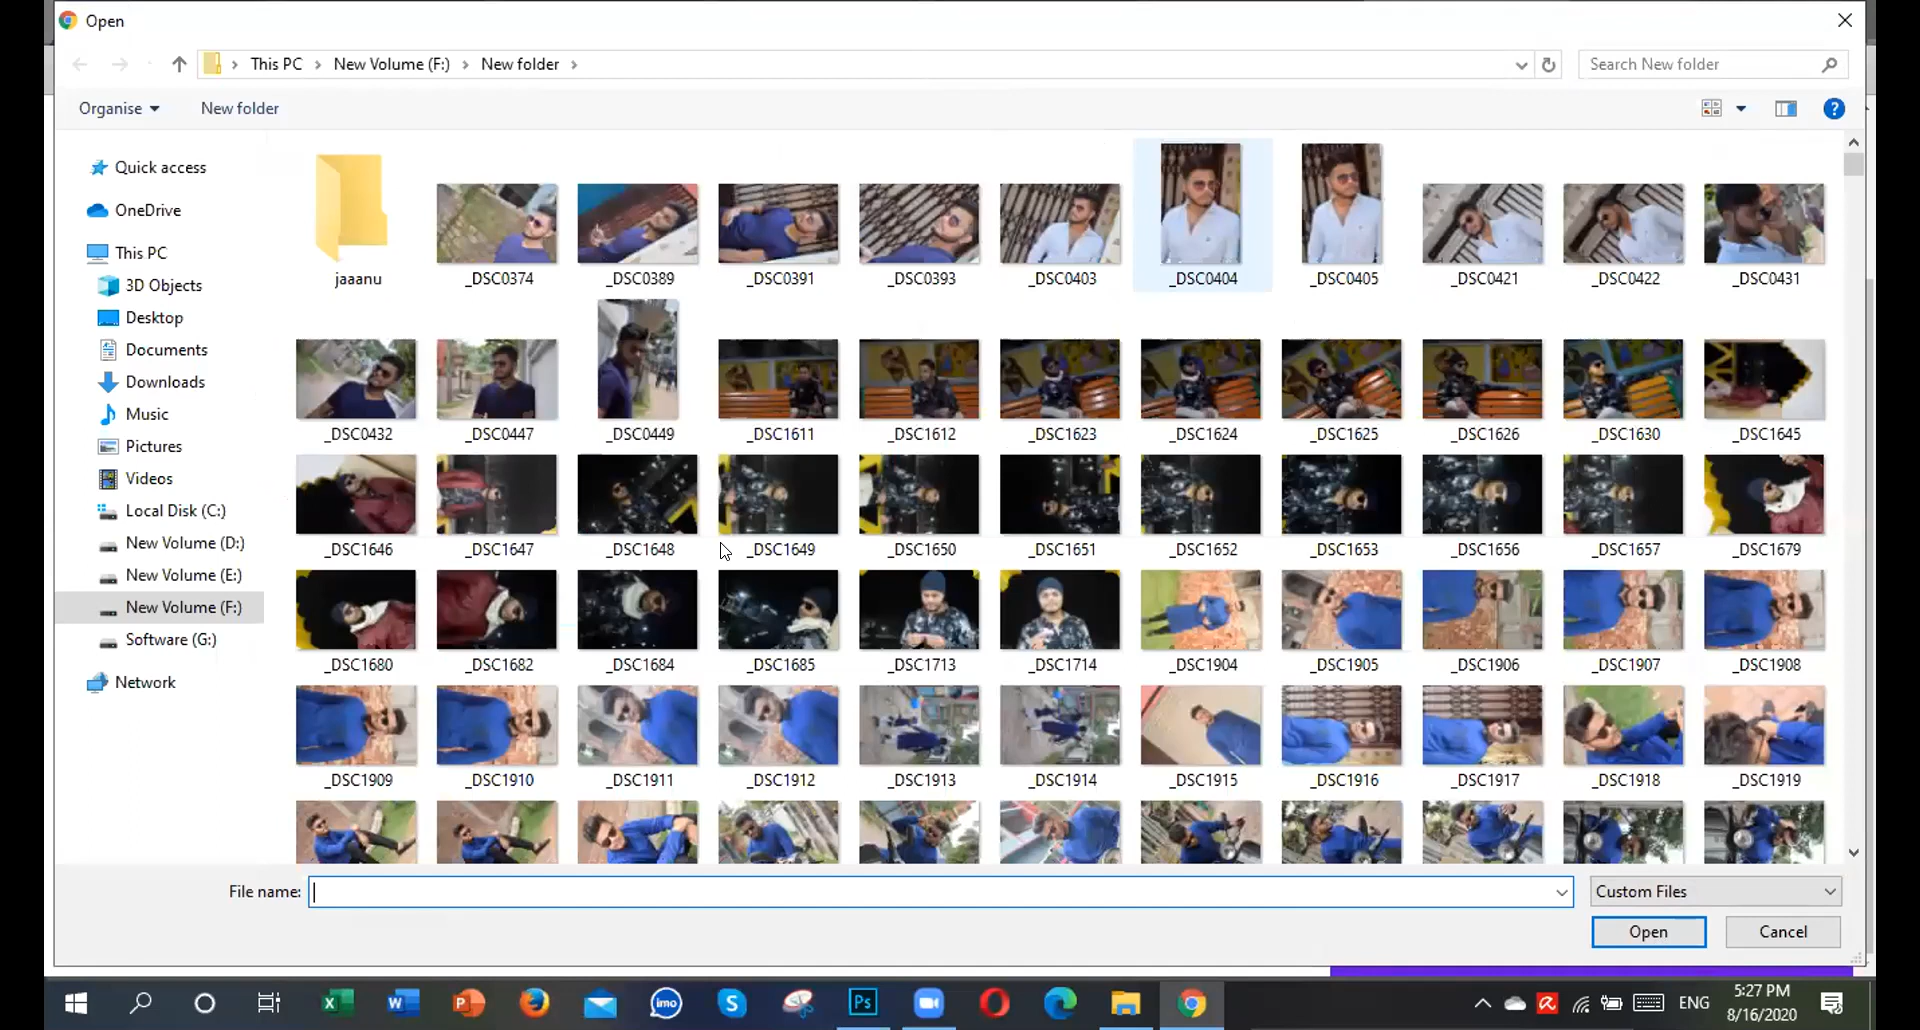 Open
This PC
New Volume (F:)
New folder
Search New folder
Organise
New folder
Quick access
OneDrive
This PC
3D Objects
Desktop
Documents
Downloads
Music
Pictures
Videos
Local Disk (C:)
New Volume (D:)
New Volume (E:)
New Volume (F:)
Software (G:)
Network
jaaanu
_DSC0374
_DSC0389
_DSC0391
_DSC0393
_DSC0403
_DSC0404
_DSC0405
_DSC0421
_DSC0422
_DSC0431
_DSC0432
_DSC0447
_DSC0449
_DSC1611
_DSC1612
_DSC1623
_DSC1624
_DSC1625
_DSC1626
_DSC1630
_DSC1645
_DSC1646
_DSC1647
_DSC1648
_DSC1649
_DSC1650
_DSC1651
_DSC1652
_DSC1653
_DSC1656
_DSC1657
_DSC1679
_DSC1680
_DSC1682
_DSC1684
_DSC1685
_DSC1713
_DSC1714
_DSC1904
_DSC1905
_DSC1906
_DSC1907
_DSC1908
_DSC1909
_DSC1910
_DSC1911
_DSC1912
_DSC1913
_DSC1914
_DSC1915
_DSC1916
_DSC1917
_DSC1918
_DSC1919
File name:
Custom Files
Open
Cancel
imo
Ps
ENG
5:27 PM
8/16/2020